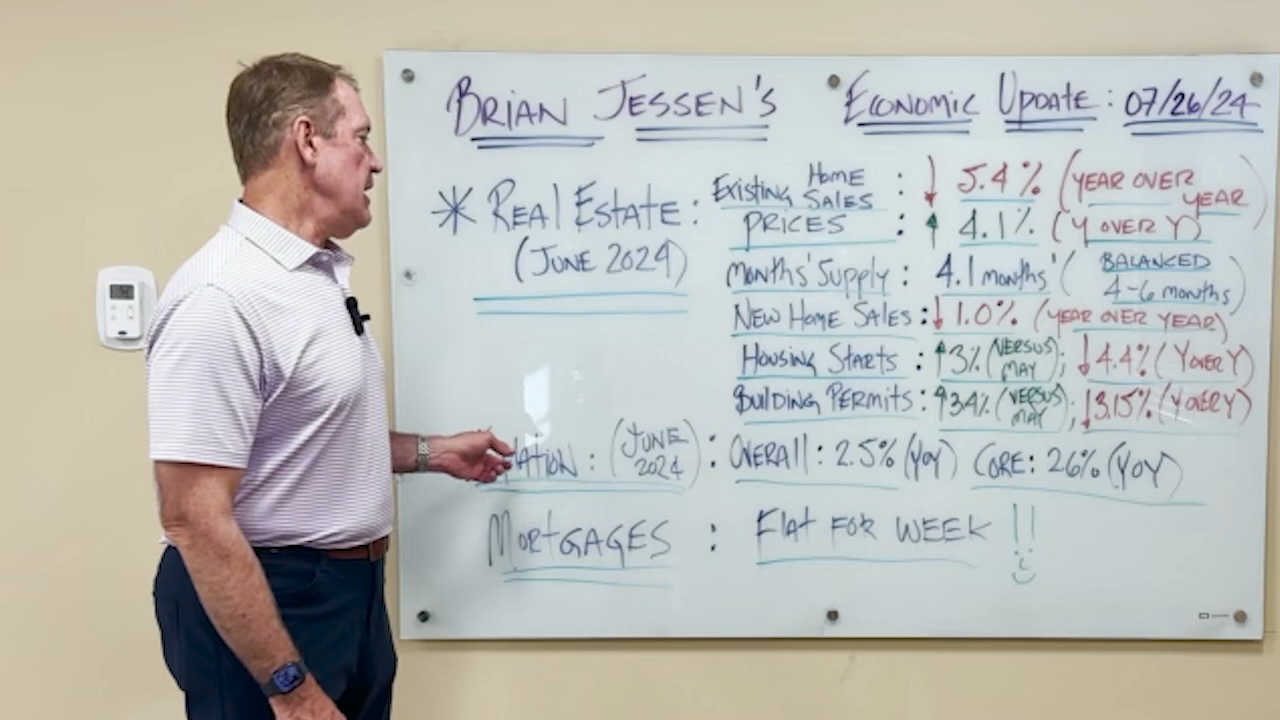 BRIAN JESSEN'S ECONOMIC UPDATE: 07/26/24
* REAL ESTATE: EXISTING HOME SALES : ↓ 5.4% (YEAR OVER YEAR)
(JUNE 2024) PRICES : ↑ 4.1% (Y OVER Y)
MONTHS' SUPPLY : 4.1 MONTHS' (BALANCED 4-6 MONTHS)
NEW HOME SALES : ↓ 1.0% (YEAR OVER YEAR)
HOUSING STARTS : ↑ 3% (VERSUS MAY); ↓ 4.4% (Y OVER Y)
BUILDING PERMITS : ↑ 3.4% (VERSUS MAY); ↓ 3.15% (Y OVER Y)
: (JUNE 2024) : OVERALL : 2.5% (YOY) CORE : 26% (YOY)
MORTGAGES : FLAT FOR WEEK !!